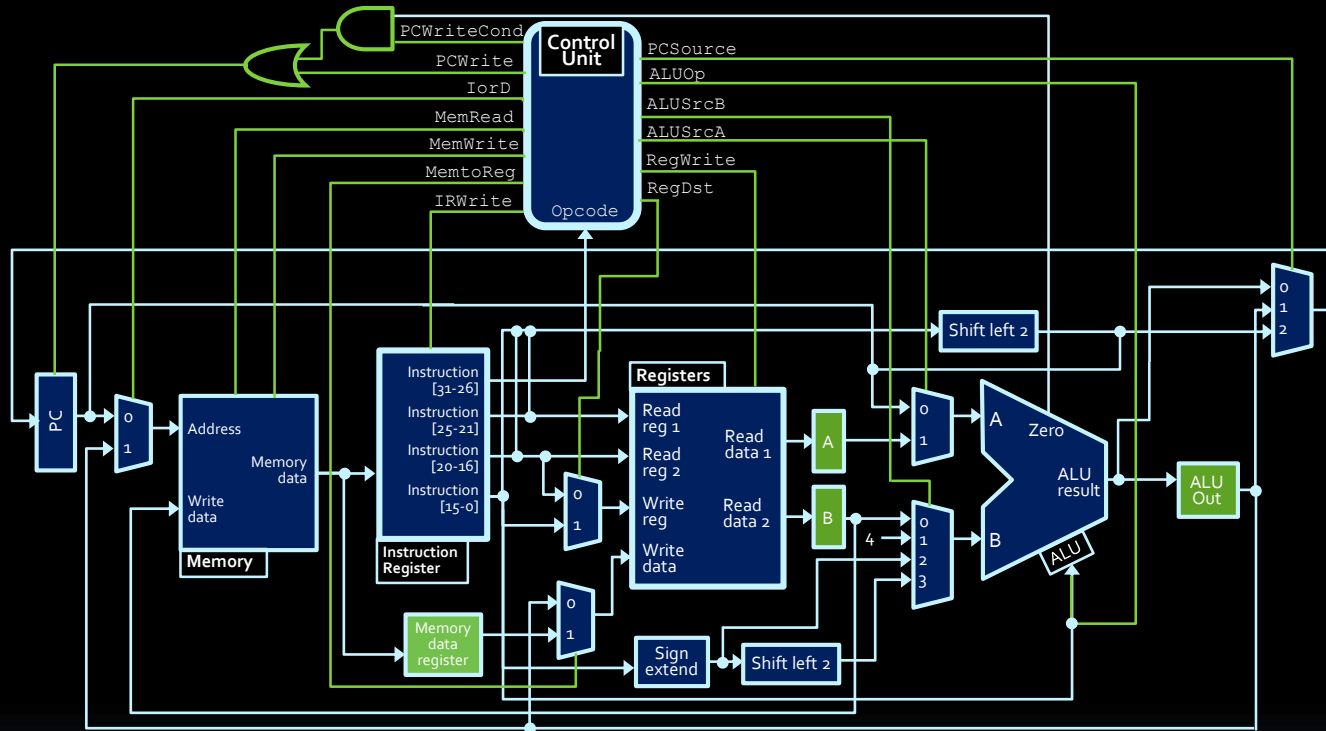 PCWriteCond
PCWrite
IorD
MemRead
MemWrite
MemtoReg
IRWrite
Control
Unit
Opcode
PCSource
ALUOp
ALUSrcB
ALUSrcA
RegWrite
RegDst
PC
0
1
Address
Memory
data
Write
data
Memory
Instruction
[31-26]
Instruction
[25-21]
Instruction
[20-16]
Instruction
[15-0]
Instruction
Register
Memory
data
register
0
1
0
1
Registers
Read
reg 1
Read
reg 2
Write
reg
Write
data
Read
data 1
Read
data 2
Sign
extend
Shift left 2
A
B
4
Shift left 2
0
1
0
1
2
3
A
B
Zero
ALU
result
ALU
ALU
Out
0
1
2